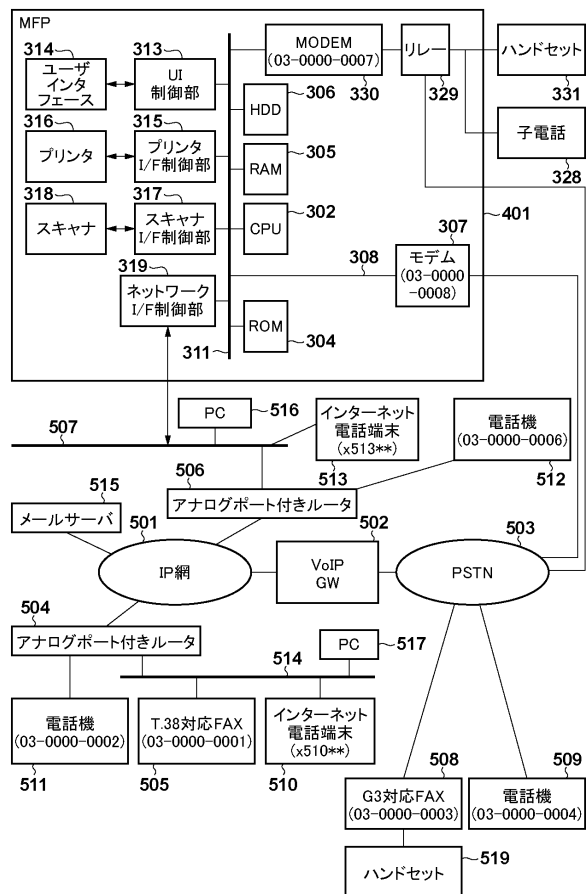 MFP
314
ユーザ
インタ
フェース
313
UI
制御部
MODEM
(03-0000-0007)
330
リレー
329
ハンドセット
331
306
HDD
316
プリンタ
315
プリンタ
I/F制御部
305
RAM
子電話
328
318
スキャナ
317
スキャナ
I/F制御部
302
CPU
401
307
モデム
(03-0000
-0008)
308
319
ネットワーク
I/F制御部
ROM
304
311
PC
516
インターネット
電話端末
(x513**)
513
電話機
(03-0000-0006)
512
507
506
アナログポート付きルータ
515
メールサーバ
501
IP網
502
VoIP
GW
503
PSTN
504
アナログポート付きルータ
PC
517
514
電話機
(03-0000-0002)
511
T.38対応FAX
(03-0000-0001)
505
インターネット
電話端末
(x510**)
510
508
G3対応FAX
(03-0000-0003)
509
電話機
(03-0000-0004)
519
ハンドセット